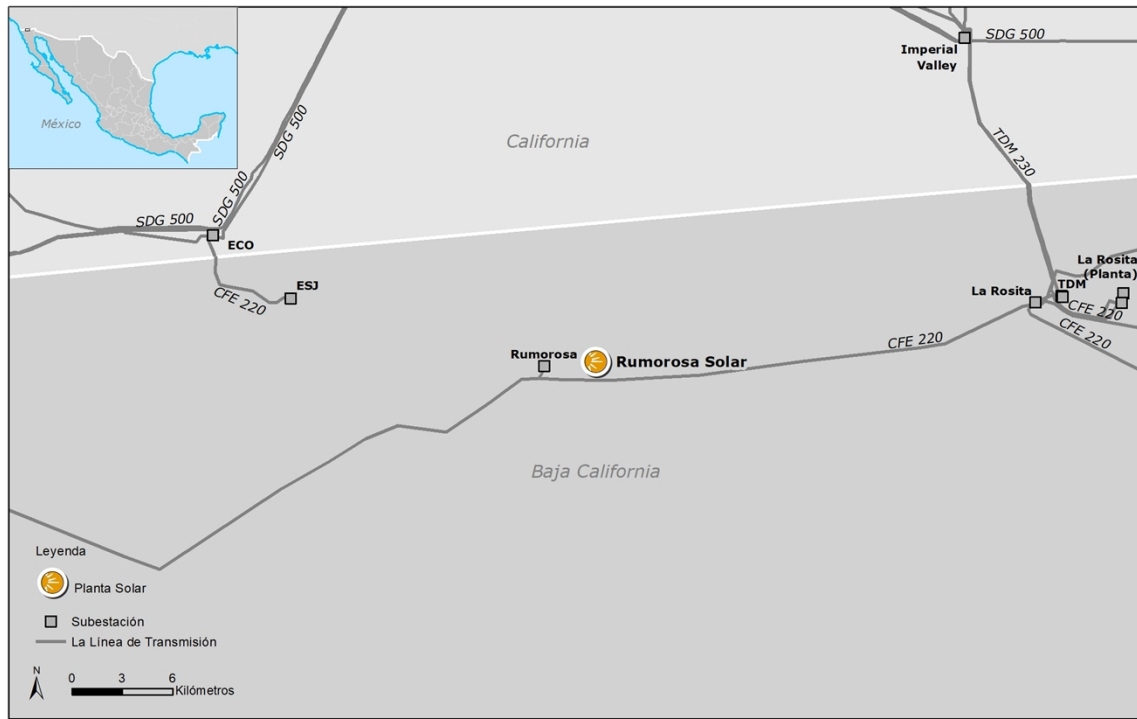 México
SDG 500
SDG 500
SDG 500
ECO
CFE 220
ESJ
California
Imperial
Valley
SDG 500
TDM 230
La Rosita
(Planta)
TDM
La Rosita
CFE 220
CFE 220
CFE 220
Rumorosa
Rumorosa Solar
Baja California
Leyenda
Planta Solar
Subestación
La Línea de Transmisión
N
0 3 6
Kilómetros